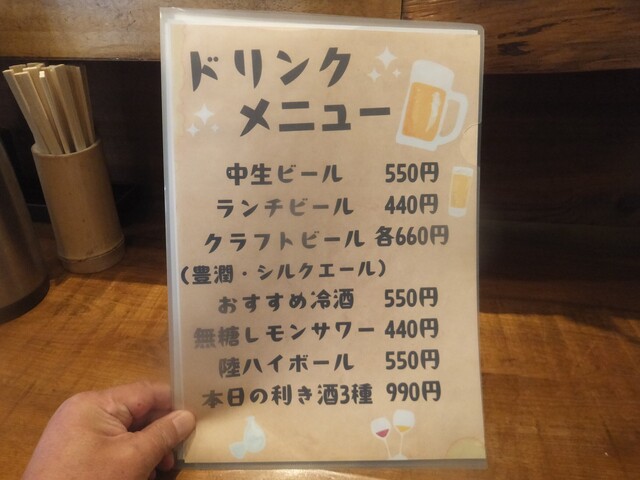 ドリンク
メニュー
中生ビール 550円
ランチビール 440円
クラフトビール 各660円
(豊潤・シルクエール)
おすすめ冷酒 550円
無糖レモンサワー 440円
陸ハイボール 550円
本日の利き酒3種 990円